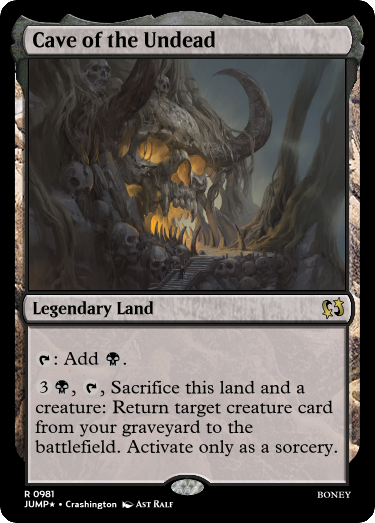 Cave of the Undead
Legendary Land
: Add .
3 , , Sacrifice this land and a
creature: Return target creature card
from your graveyard to the
battlefield. Activate only as a sorcery.
R 0981
JUMP★ • Crashington Ast Ralf
BONEY